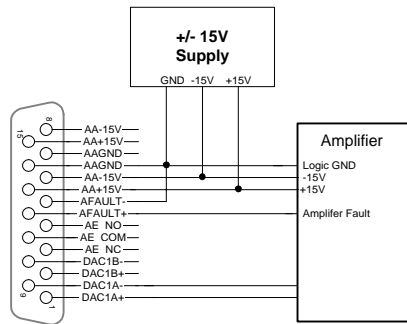 +/- 15V
Supply
GND -15V +15V
8
15
AA-15V
AA+15V
AAGND
AAGND
AA-15V
AA+15V
AFAULT-
AFAULT+
AE NO
AE COM
AE NC
DAC1B-
DAC1B+
DAC1A-
DAC1A+
9
1
Amplifier
Logic GND
-15V
+15V
Amplifer Fault